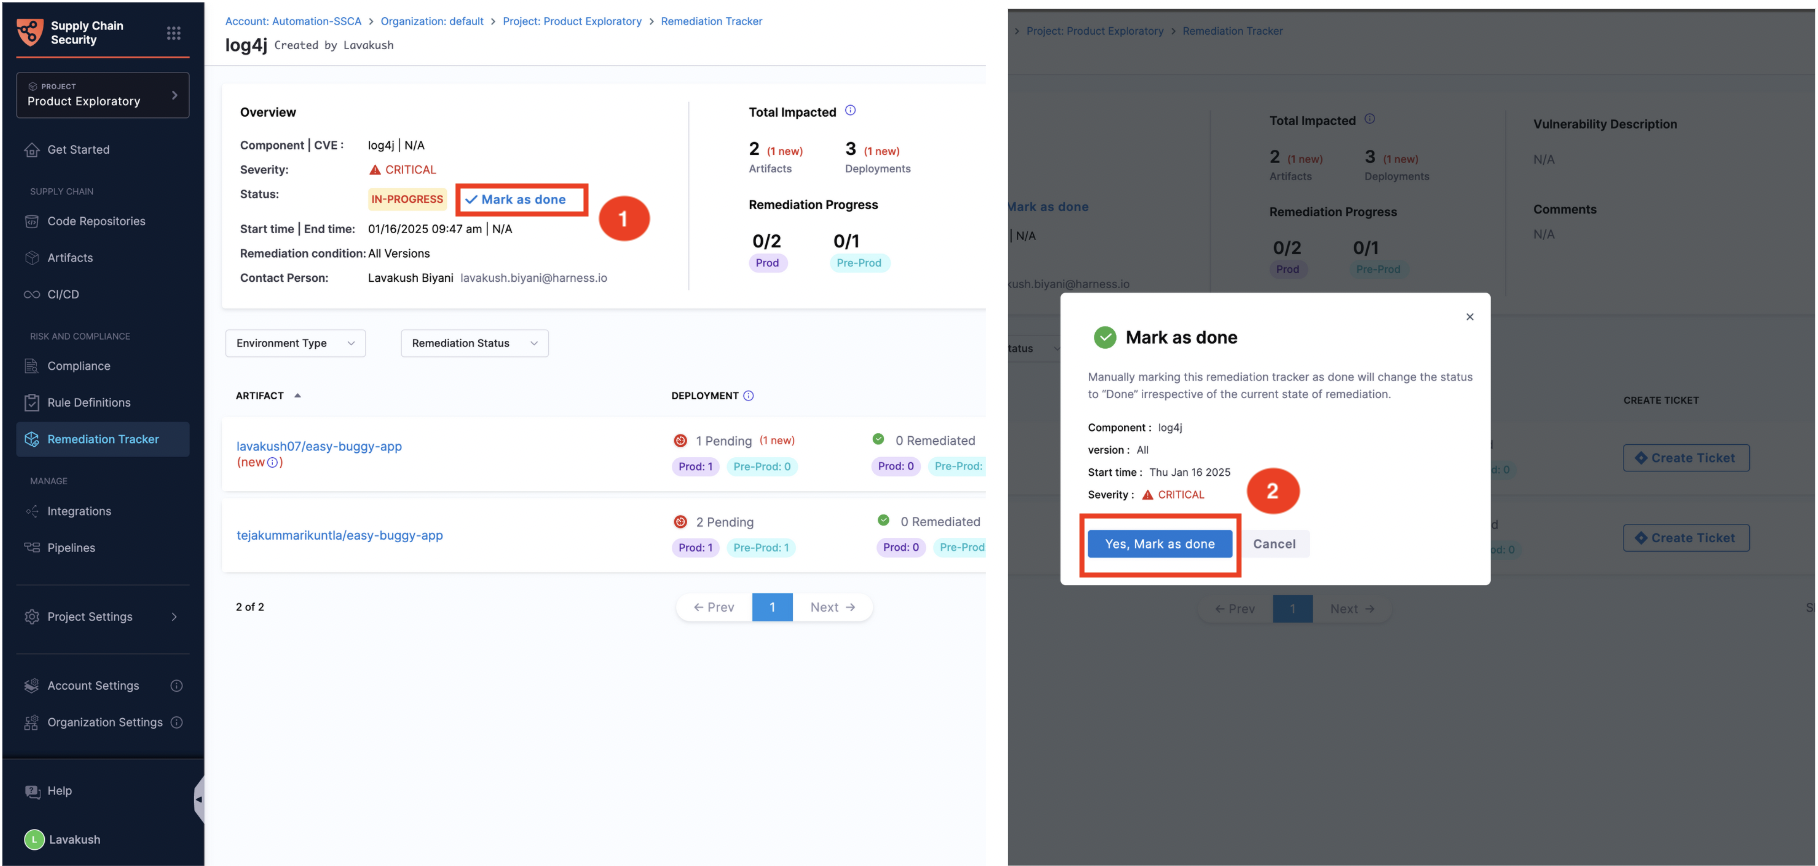 Supply Chain
Security
PROJECT
Product Exploratory
Get Started
SUPPLY CHAIN
Code Repositories
Artifacts
CI/CD
RISK AND COMPLIANCE
Compliance
Rule Definitions
Remediation Tracker
MANAGE
Integrations
Pipelines
Project Settings
Account Settings
Organization Settings
Help
L Lavakush
Account: Automation-SSCA > Organization: default > Project: Product Exploratory > Remediation Tracker
log4j Created by Lavakush
Overview
Component | CVE : log4j | N/A
Severity: CRITICAL
Status: IN-PROGRESS Mark as done
1
Start time | End time: 01/16/2025 09:47 am | N/A
Remediation condition: All Versions
Contact Person: Lavakush Biyani lavakush.biyani@harness.io
Total Impacted
2 (1 new) 3 (1 new)
Artifacts Deployments
Remediation Progress
0/2 0/1
Prod Pre-Prod
Environment Type Remediation Status
ARTIFACT DEPLOYMENT
lavakush07/easy-buggy-app
(new)
1 Pending (1 new) 0 Remediated
Prod: 1 Pre-Prod: 0 Prod: 0 Pre-Prod:
tejakummarikuntla/easy-buggy-app
2 Pending 0 Remediated
Prod: 1 Pre-Prod: 1 Prod: 0 Pre-Prod
2 of 2 ← Prev 1 Next →
> Project: Product Exploratory > Remediation Tracker
Total Impacted
2 (1 new) 3 (1 new)
Artifacts Deployments
Vulnerability Description
N/A
Mark as done
| N/A
kush.biyani@harness.io
Remediation Progress
0/2 0/1
Prod Pre-Prod
Comments
N/A
tatus
CREATE TICKET
Create Ticket
d: 0
Create Ticket
od: 0
← Prev 1 Next →
Mark as done
Manually marking this remediation tracker as done will change the status
to "Done" irrespective of the current state of remediation.
Component : log4j
version : All
Start time : Thu Jan 16 2025
Severity : CRITICAL
2
Yes, Mark as done Cancel